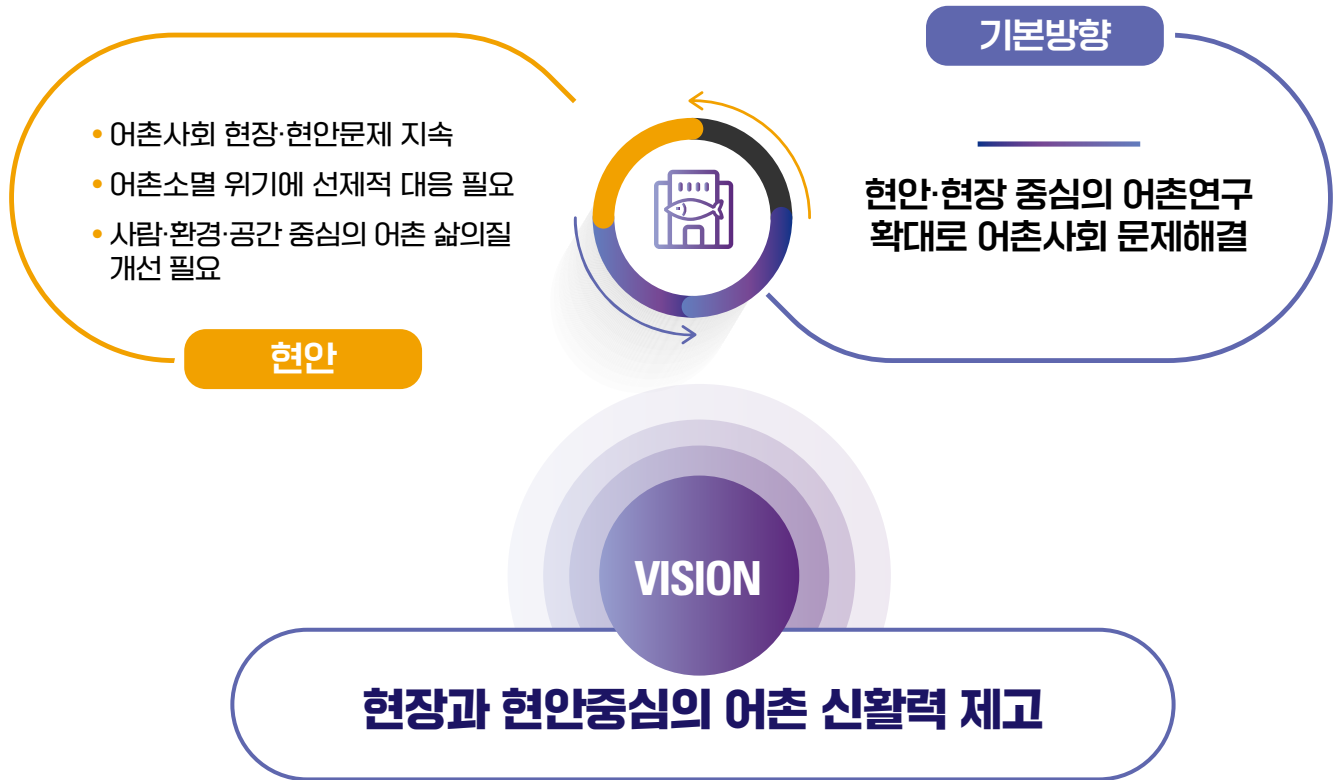 • 어촌사회 현장·현안문제 지속
• 어촌소멸 위기에 선제적 대응 필요
• 사람·환경·공간 중심의 어촌 삶의질
개선 필요
현안
기본방향
현안·현장 중심의 어촌연구
확대로 어촌사회 문제해결
VISION
현장과 현안중심의 어촌 신활력 제고